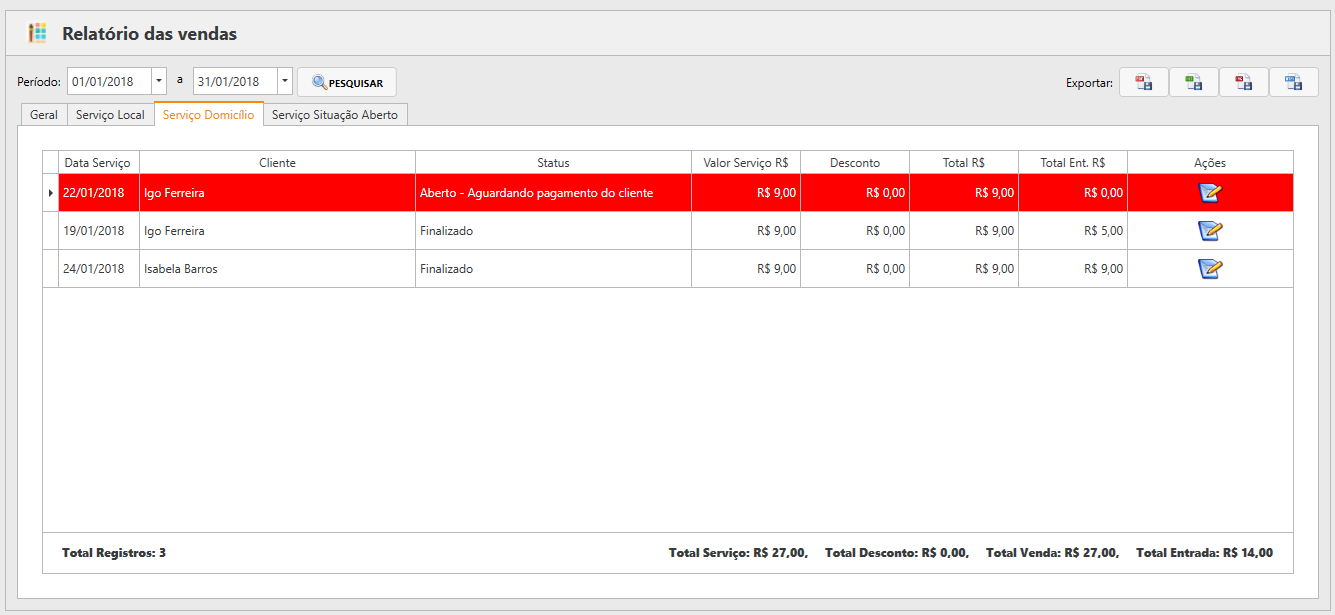 Relatório das vendas
Período: 01/01/2018 a 31/01/2018 PESQUISAR Exportar:
Geral Serviço Local Serviço Domicílio Serviço Situação Aberto
Data Serviço Cliente Status Valor Serviço R$ Desconto Total R$ Total Ent. R$ Ações
22/01/2018 Igo Ferreira Aberto - Aguardando pagamento do cliente R$ 9,00 R$ 0,00 R$ 9,00 R$ 0,00
19/01/2018 Igo Ferreira Finalizado R$ 9,00 R$ 0,00 R$ 9,00 R$ 5,00
24/01/2018 Isabela Barros Finalizado R$ 9,00 R$ 0,00 R$ 9,00 R$ 9,00
Total Registros: 3 Total Serviço: R$ 27,00, Total Desconto: R$ 0,00, Total Venda: R$ 27,00, Total Entrada: R$ 14,00